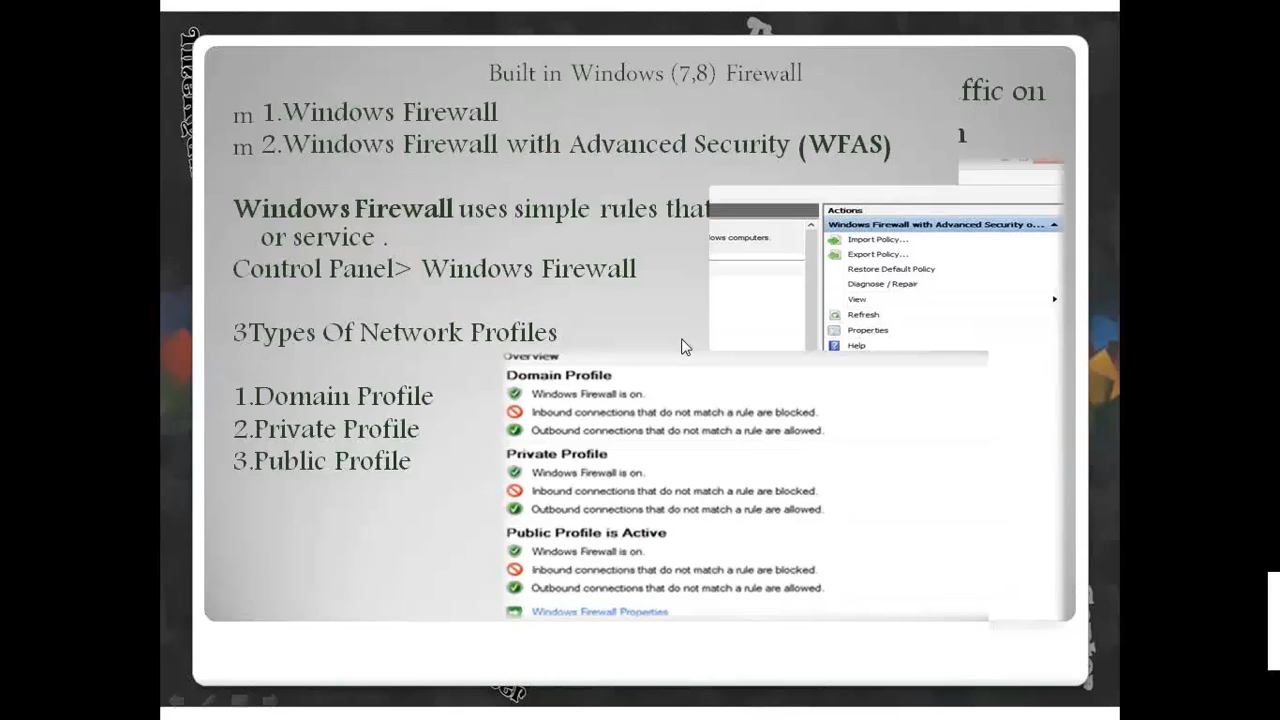 Built in Windows (7,8) Firewall
ffic on
m 1.Windows Firewall
m 2.Windows Firewall with Advanced Security (WFAS)
Windows Firewall uses simple rules that
or service .
Control Panel> Windows Firewall
3Types Of Network Profiles
1.Domain Profile
2.Private Profile
3.Public Profile
ows computers.
Actions
Windows Firewall with Advanced Security o...
Import Policy...
Export Policy...
Restore Default Policy
Diagnose / Repair
View
Refresh
Properties
Help
Overview
Domain Profile
Windows Firewall is on.
Inbound connections that do not match a rule are blocked.
Outbound connections that do not match a rule are allowed.
Private Profile
Windows Firewall is on.
Inbound connections that do not match a rule are blocked.
Outbound connections that do not match a rule are allowed.
Public Profile is Active
Windows Firewall is on.
Inbound connections that do not match a rule are blocked.
Outbound connections that do not match a rule are allowed.
Windows Firewall Properties